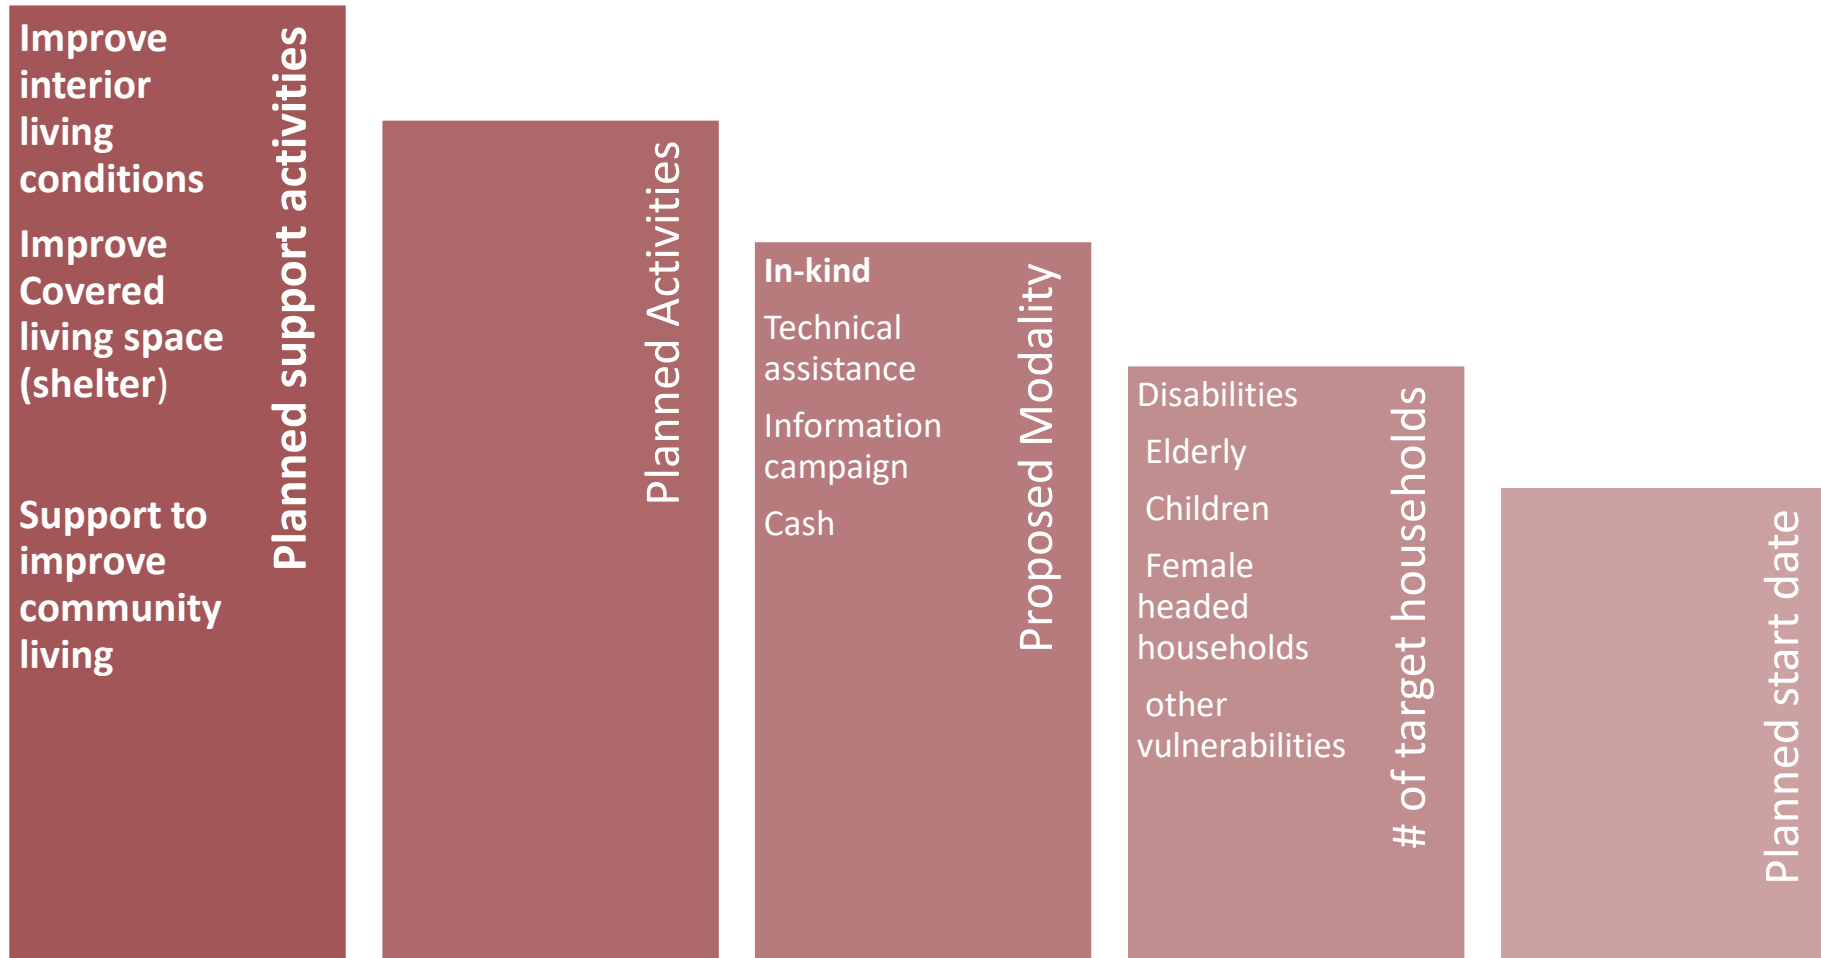 Improve
interior
living
conditions
Improve
Covered
living space
(shelter)
Support to
improve
community
living
Planned support activities
Planned Activities
In-kind
Technical
assistance
Information
campaign
Cash
Proposed Modality
Disabilities
Elderly
Children
Female
headed
households
other
vulnerabilities
# of target households
Planned start date